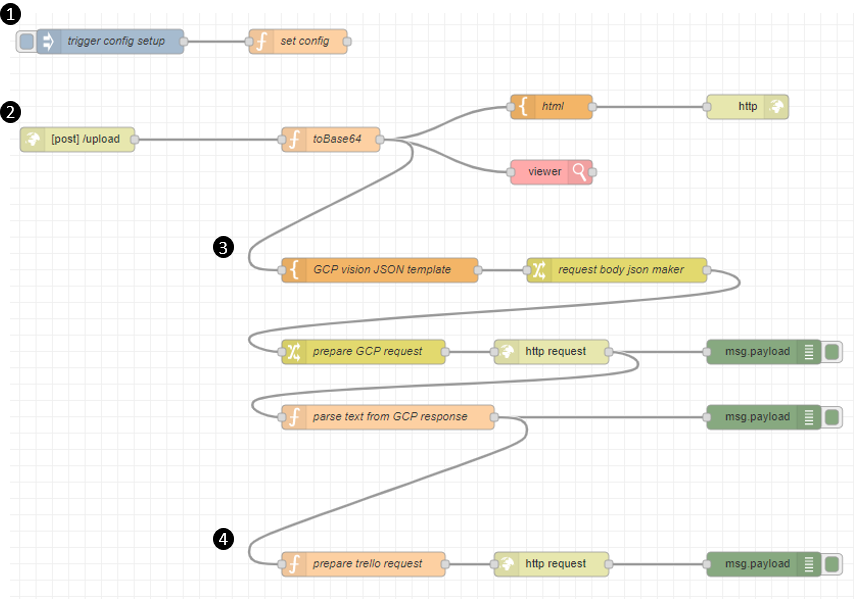 1
trigger config setup
set config
2
html
http
[post] /upload
toBase64
viewer
3
GCP vision JSON template
request body json maker
prepare GCP request
http request
msg.payload
parse text from GCP response
msg.payload
4
prepare trello request
http request
msg.payload